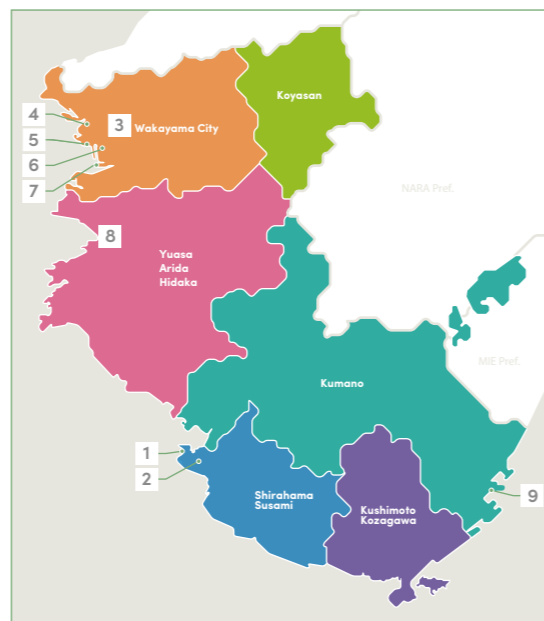 Koyasan
4
3
Wakayama City
5
6
7
NARA Pref.
8
Yuasa
Arida
Hidaka
MIE Pref.
Kumano
1
2
Shirahama
Susami
9
Kushimoto
Kozagawa